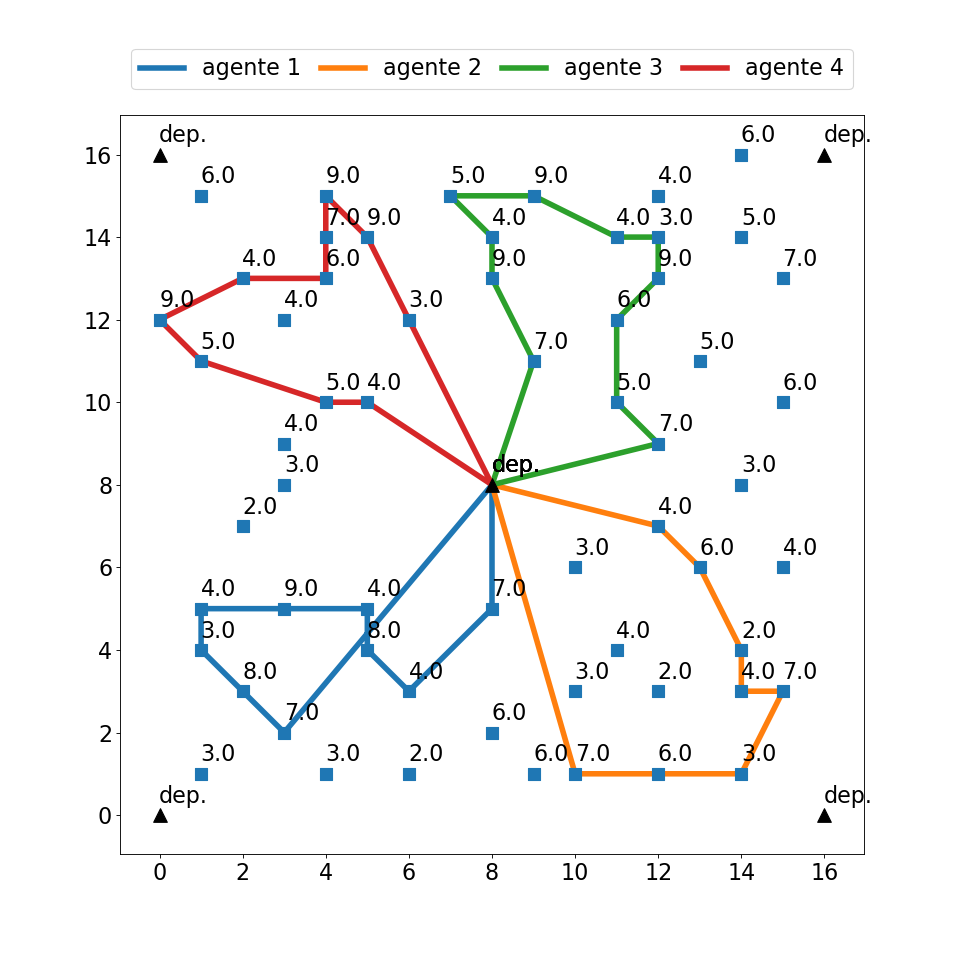 agente 1 agente 2 agente 3 agente 4
dep. 6.0 dep.
16
6.0 9.0 5.0 9.0 4.0
7.0 9.0 4.0 4.0 3.0 5.0
14
4.0 6.0 9.0 9.0 7.0
9.0 4.0 3.0 6.0
12
5.0 7.0 5.0
5.0 4.0 5.0 6.0
10
4.0 7.0
3.0 dep. 3.0
8
2.0 4.0
3.0 6.0 4.0
6
4.0 9.0 4.0 7.0
3.0 8.0 4.0 2.0
4
8.0 4.0 3.0 2.0 4.0 7.0
7.0 6.0
2
3.0 3.0 2.0 6.0 7.0 6.0 3.0
dep. dep.
0
0 2 4 6 8 10 12 14 16